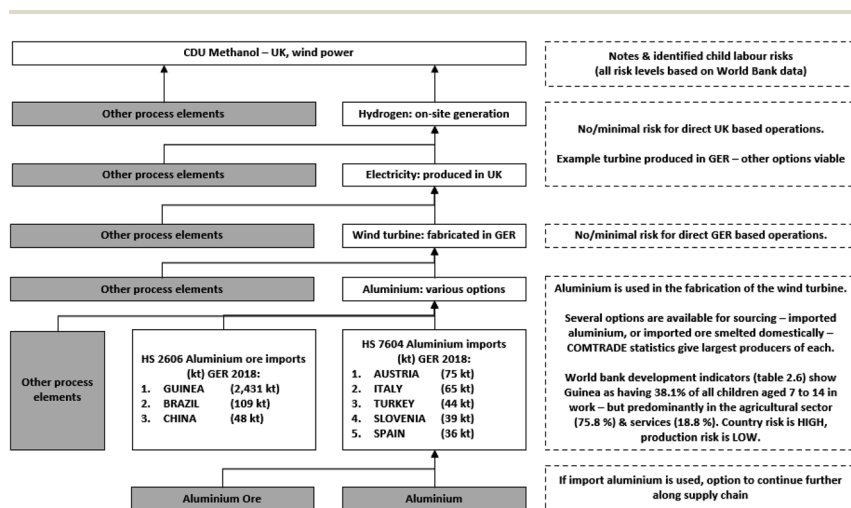 CDU Methanol – UK, wind power
Notes & identified child labour risks
(all risk levels based on World Bank data)
Other process elements
Hydrogen: on-site generation
No/minimal risk for direct UK based operations.
Example turbine produced in GER – other options viable
Other process elements
Electricity: produced in UK
Other process elements
Wind turbine: fabricated in GER
No/minimal risk for direct GER based operations.
Other process elements
Aluminium: various options
Aluminium is used in the fabrication of the wind turbine.
Several options are available for sourcing – imported
aluminium, or imported ore smelted domestically –
COMTRADE statistics give largest producers of each.
World bank development indicators (table 2.6) show
Guinea as having 38.1% of all children aged 7 to 14 in
work – but predominantly in the agricultural sector
(75.8 %) & services (18.8 %). Country risk is HIGH,
production risk is LOW.
Other process
elements
HS 2606 Aluminium ore imports
(kt) GER 2018:
1. GUINEA (2,431 kt)
2. BRAZIL (109 kt)
3. CHINA (48 kt)
HS 7604 Aluminium imports
(kt) GER 2018:
1. AUSTRIA (75 kt)
2. ITALY (65 kt)
3. TURKEY (44 kt)
4. SLOVENIA (39 kt)
5. SPAIN (36 kt)
Aluminium Ore
Aluminium
If import aluminium is used, option to continue further
along supply chain